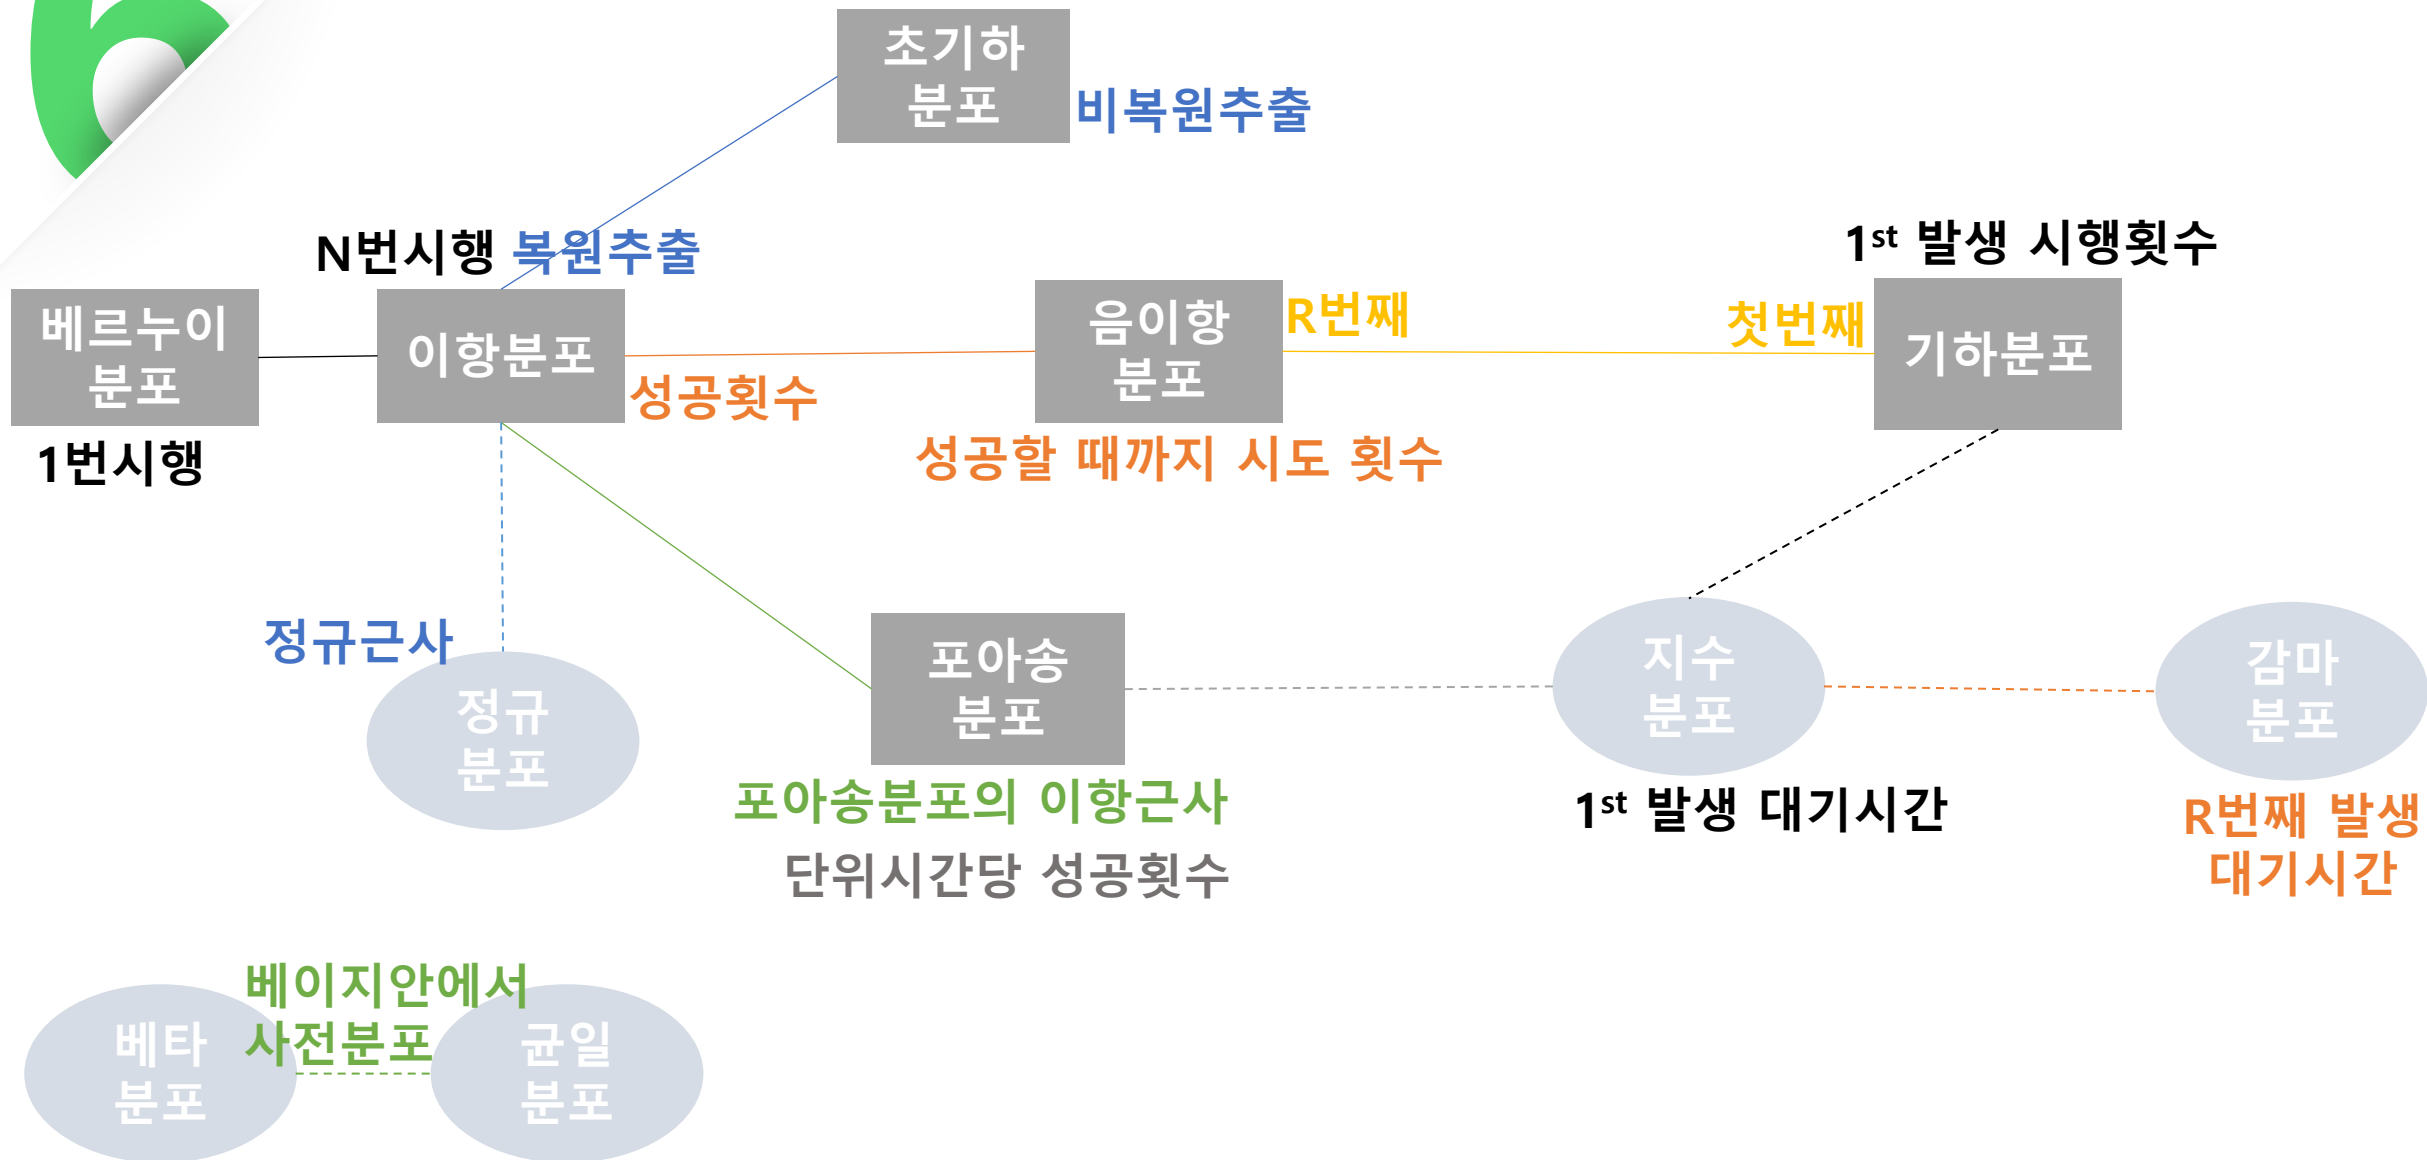 6
초기하
분포
비복원추출
N번시행 복원추출
1st 발생 시행횟수
베르누이
분포
이항분포
음이항
분포
R번째
첫번째
기하분포
성공횟수
1번시행
성공할 때까지 시도 횟수
정규근사
정규
분포
포아송
분포
지수
분포
감마
분포
포아송분포의 이항근사
단위시간당 성공횟수
1st 발생 대기시간
R번째 발생
대기시간
베이지안에서
사전분포
베타
분포
균일
분포